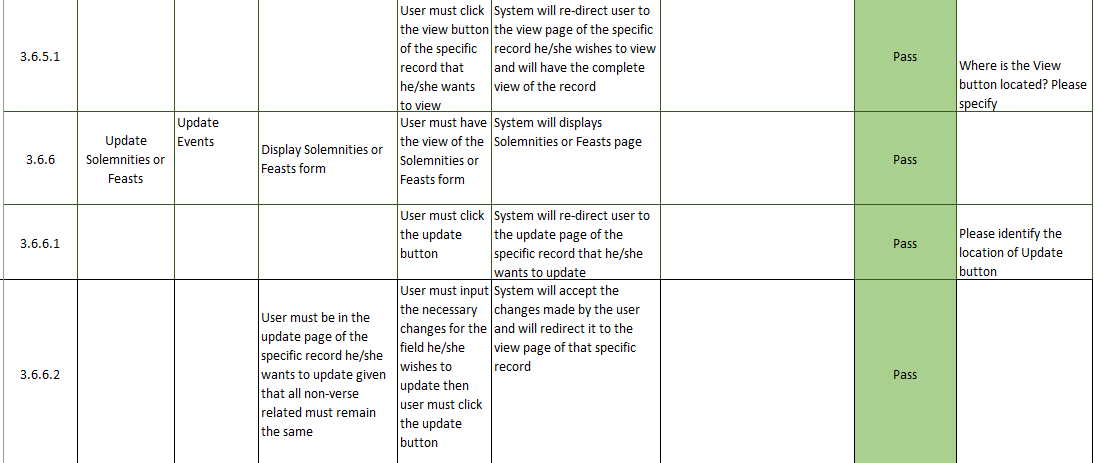 3.6.5.1
User must click
the view button
of the specific
record that
he/she wants
to view
System will re-direct user to
the view page of the specific
record he/she wishes to view
and will have the complete
view of the record
Pass
Where is the View
button located? Please
specify
3.6.6
Update
Solemnities or
Feasts
Update
Events
Display Solemnities or
Feasts form
User must have
the view of the
Solemnities or
Feasts form
System will displays
Solemnities or Feasts page
Pass
3.6.6.1
User must click
the update
button
System will re-direct user to
the update page of the
specific record that he/she
wants to update
Pass
Please identify the
location of Update
button
3.6.6.2
User must be in the
update page of the
specific record he/she
wants to update given
that all non-verse
related must remain
the same
User must input
the necessary
changes for the
field he/she
wishes to
update then
user must click
the update
button
System will accept the
changes made by the user
and will redirect it to the
view page of that specific
record
Pass